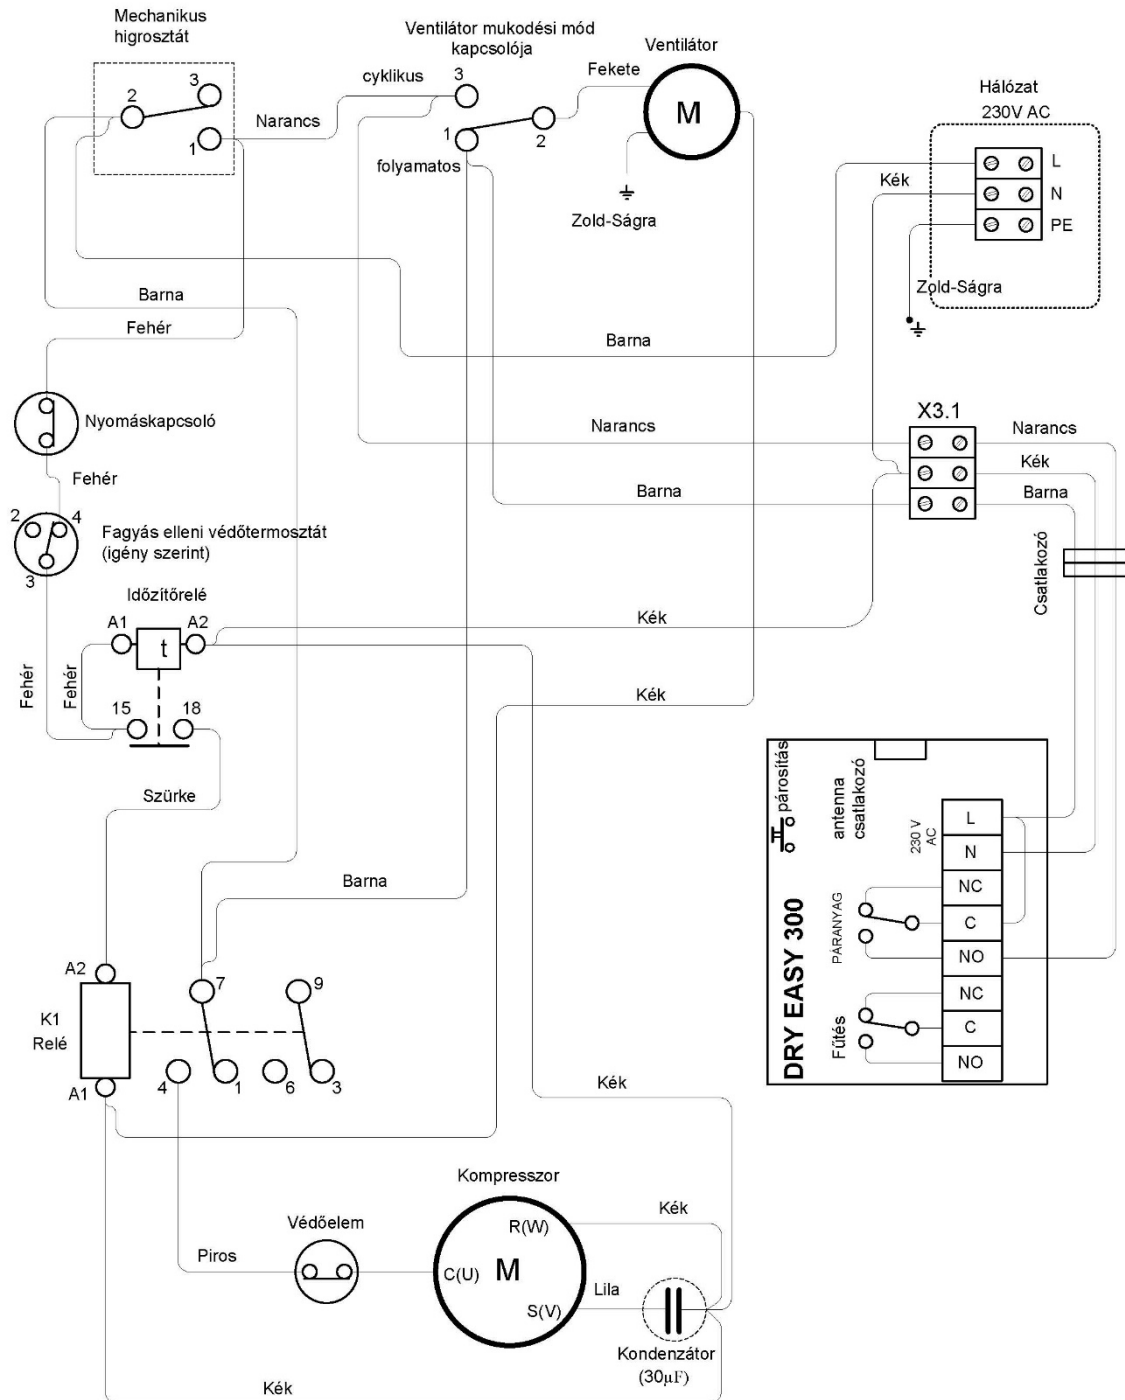 Mechanikus
higrosztát
3
2
1
Narancs
cyklikus
Ventilátor mukodési mód
kapcsolója
3
1
2
folyamatos
Fekete
Ventilátor
M
Zold-Ságra
Hálózat
230V AC
L
N
PE
Kék
Zold-Ságra
Barna
Fehér
Barna
Nyomáskapcsoló
Fehér
2
4
3
Fagyás elleni védőtermosztát
(igény szerint)
Narancs
Barna
X3.1
Narancs
Kék
Barna
Csatlakozó
Időzítőrelé
A1
A2
t
15
18
Fehér
Fehér
Kék
Kék
Szürke
Barna
A2
K1
Relé
A1
7
9
4
1
6
3
Kék
párosítás
antenna
csatlakozó
230 V
AC
L
N
NC
C
NO
NC
C
NO
PÁRANYAG
Fűtés
DRY EASY 300
Kompresszor
R(W)
C(U)
M
S(V)
Védőelem
Piros
Kék
Lila
Kondenzátor
(30µF)
Kék